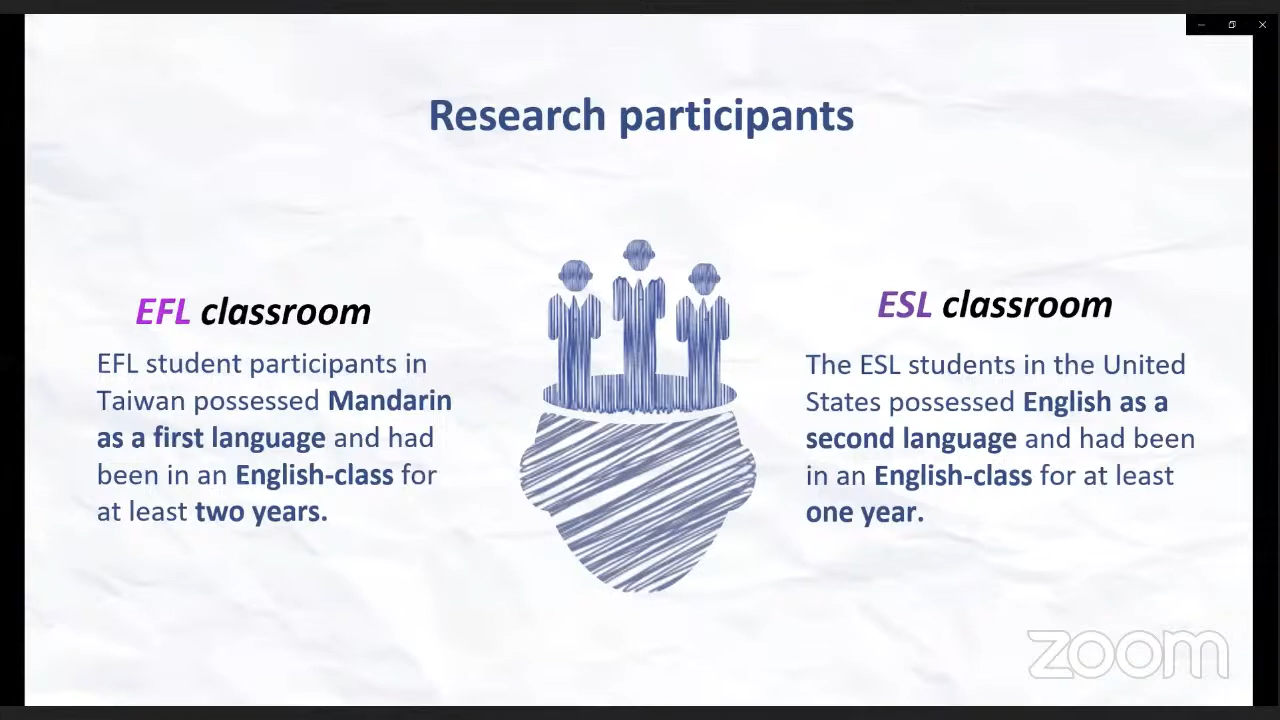 Research participants
EFL classroom
EFL student participants in
Taiwan possessed Mandarin
as a first language and had
been in an English-class for
at least two years.
ESL classroom
The ESL students in the United
States possessed English as a
second language and had been
in an English-class for at least
one year.
zoom